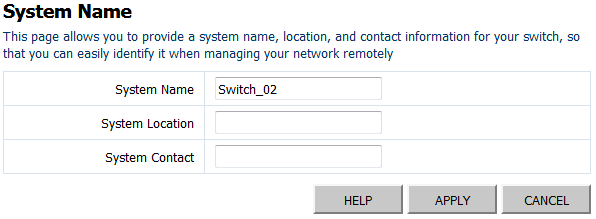 System Name
This page allows you to provide a system name, location, and contact information for your switch, so
that you can easily identify it when managing your network remotely
System Name Switch_02
System Location
System Contact
HELP APPLY CANCEL